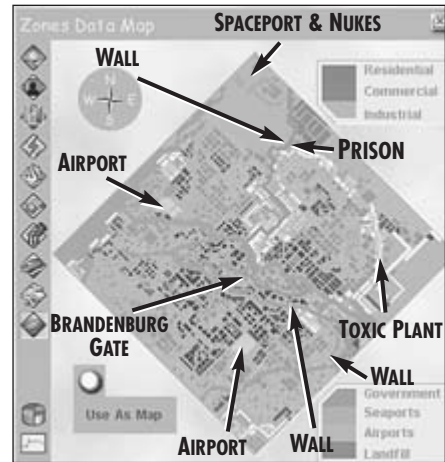 Zones Data Map
SPACEPORT & NUKES
WALL
N
W E
S
Residential
Commercial
Industrial
PRISON
AIRPORT
BRANDENBURG
GATE
TOXIC PLANT
WALL
Use As Map
Government
Seaports
Airports
Landfill
AIRPORT
WALL